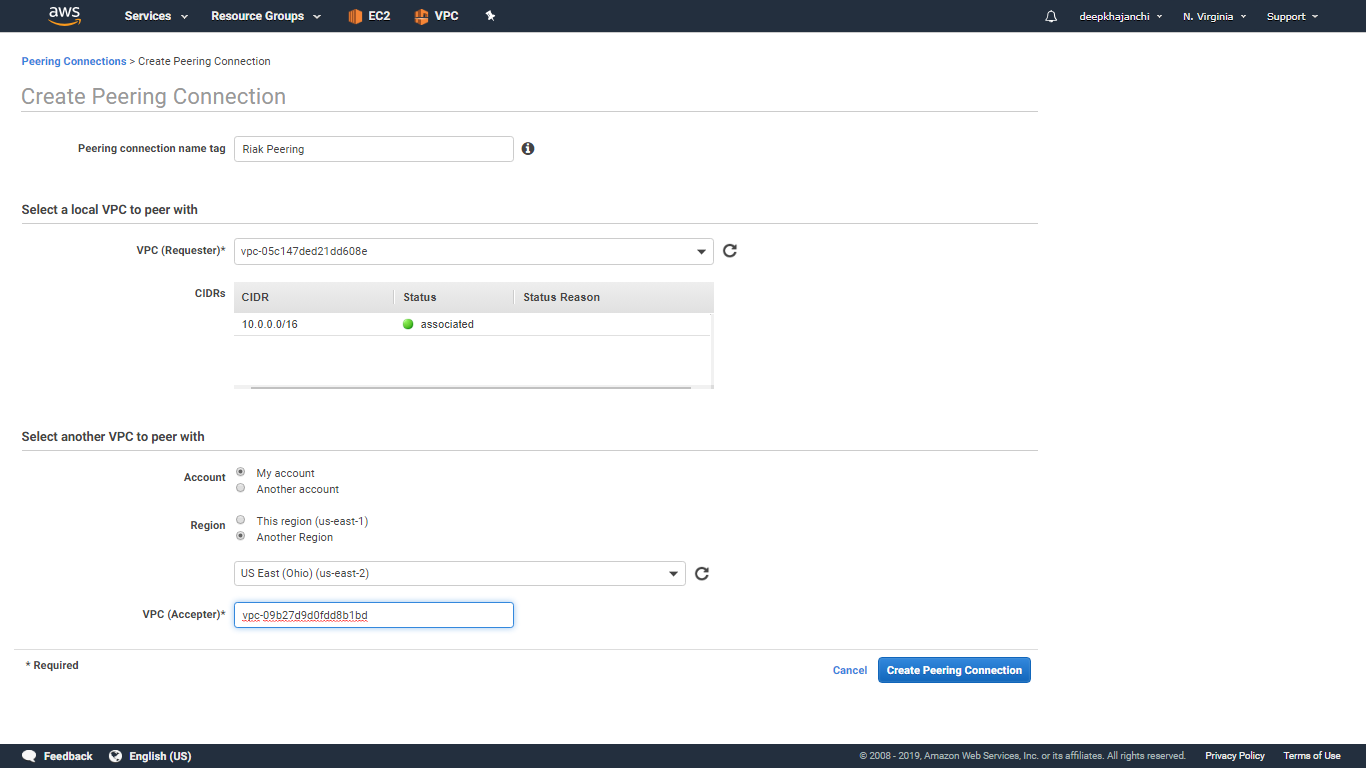 aws Services Resource Groups EC2 VPC deepkhajanchi N. Virginia Support
Peering Connections > Create Peering Connection
Create Peering Connection
Peering connection name tag Riak Peering
Select a local VPC to peer with
VPC (Requester)* vpc-05c147ded21dd608e
CIDRs CIDR Status Status Reason
10.0.0.0/16 associated
Select another VPC to peer with
Account My account
Another account
Region This region (us-east-1)
Another Region
US East (Ohio) (us-east-2)
VPC (Accepter)* vpc-09b27d9d0fdd8b1bd
* Required
Cancel Create Peering Connection
Feedback English (US) © 2008 - 2019, Amazon Web Services, Inc. or its affiliates. All rights reserved. Privacy Policy Terms of Use